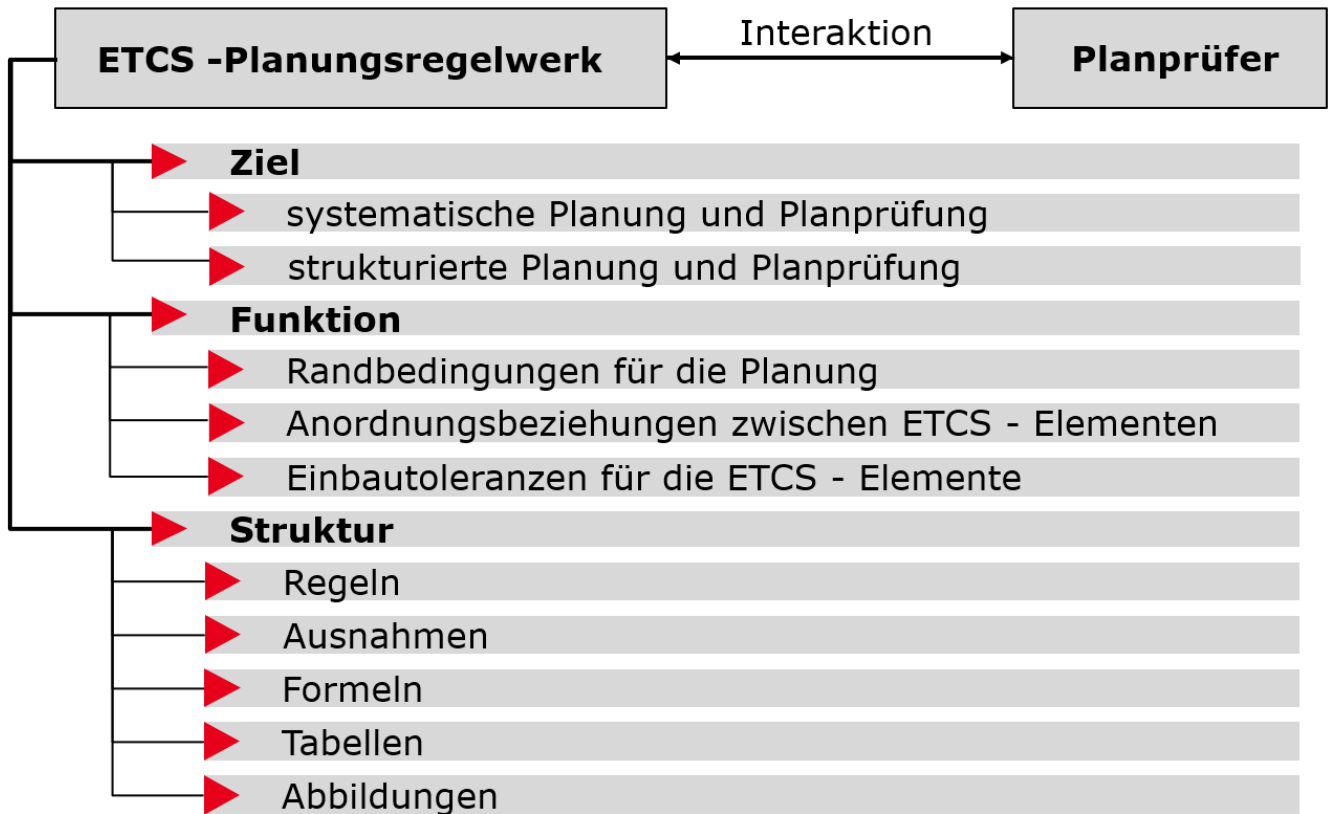 ETCS -Planungsregelwerk
Interaktion
Planprüfer
Ziel
systematische Planung und Planprüfung
strukturierte Planung und Planprüfung
Funktion
Randbedingungen für die Planung
Anordnungsbeziehungen zwischen ETCS - Elementen
Einbautoleranzen für die ETCS - Elemente
Struktur
Regeln
Ausnahmen
Formeln
Tabellen
Abbildungen